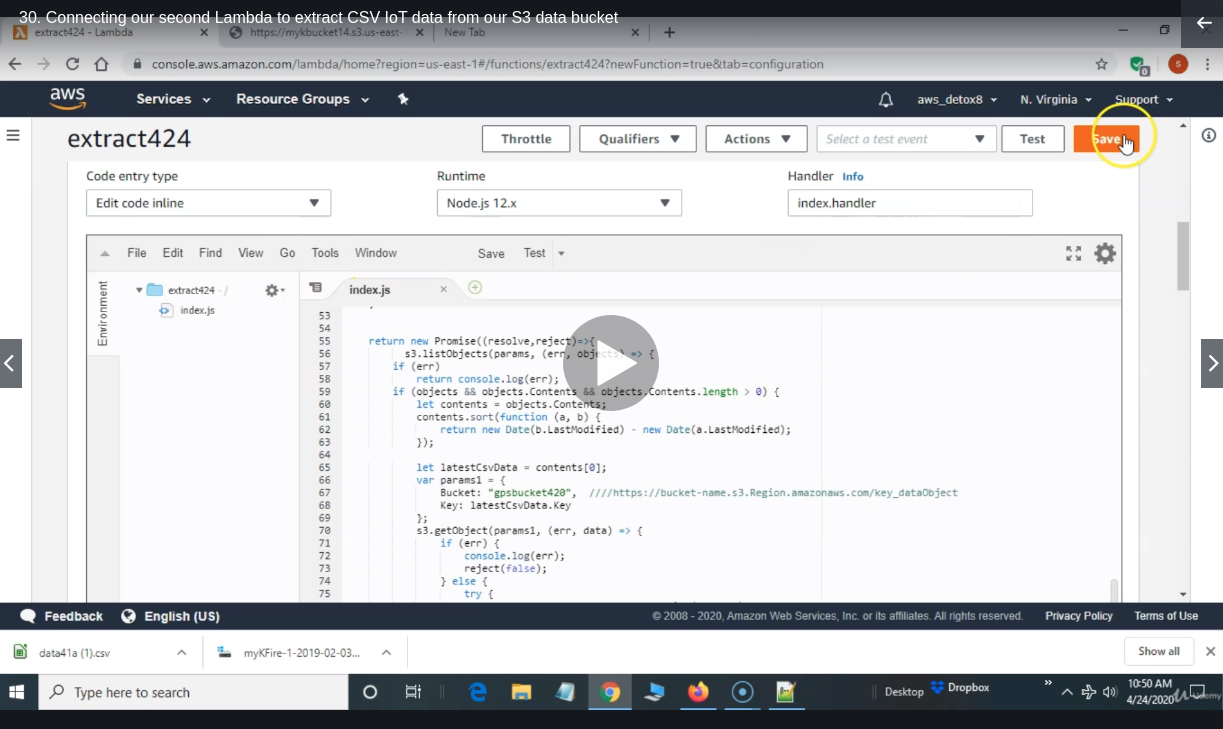 30. Connecting our second Lambda to extract CSV IoT data from our S3 data bucket
extract424 - Lambda
https://mykbucket14.s3.us-east-
New Tab
console.aws.amazon.com/lambda/home?region=us-east-1#/functions/extract424?newFunction=true&tab=configuration
0
S
aws
Services
Resource Groups
aws_detox8
N. Virginia
Support
extract424
Throttle
Qualifiers
Actions
Select a test event
Test
Save
Code entry type
Runtime
Handler Info
Edit code inline
Node.js 12.x
index.handler
File Edit Find View Go Tools Window Save Test
Environment
extract424 - /
index.js
index.js
53
54
55 return new Promise((resolve,reject)=>{
56 s3.listObjects(params, (err, objects) => {
57 if (err)
58 return console.log(err);
59 if (objects && objects.Contents && objects.Contents.length > 0) {
60 let contents = objects.Contents;
61 contents.sort(function (a, b) {
62 return new Date(b.LastModified) - new Date(a.LastModified);
63 });
64
65 let latestCsvData = contents[0];
66 var params1 = {
67 Bucket: "gpsbucket420", ////https://bucket-name.s3.Region.amazonaws.com/key_dataObject
68 Key: latestCsvData.Key
69 };
70 s3.getObject(params1, (err, data) => {
71 if (err) {
72 console.log(err);
73 reject(false);
74 } else {
75 try {
Feedback
English (US)
© 2008 - 2020, Amazon Web Services, Inc. or its affiliates. All rights reserved.
Privacy Policy
Terms of Use
data41a (1).csv
myKFire-1-2019-02-03...
Show all
Type here to search
Desktop
Dropbox
10:50 AM
4/24/2020
Udemy